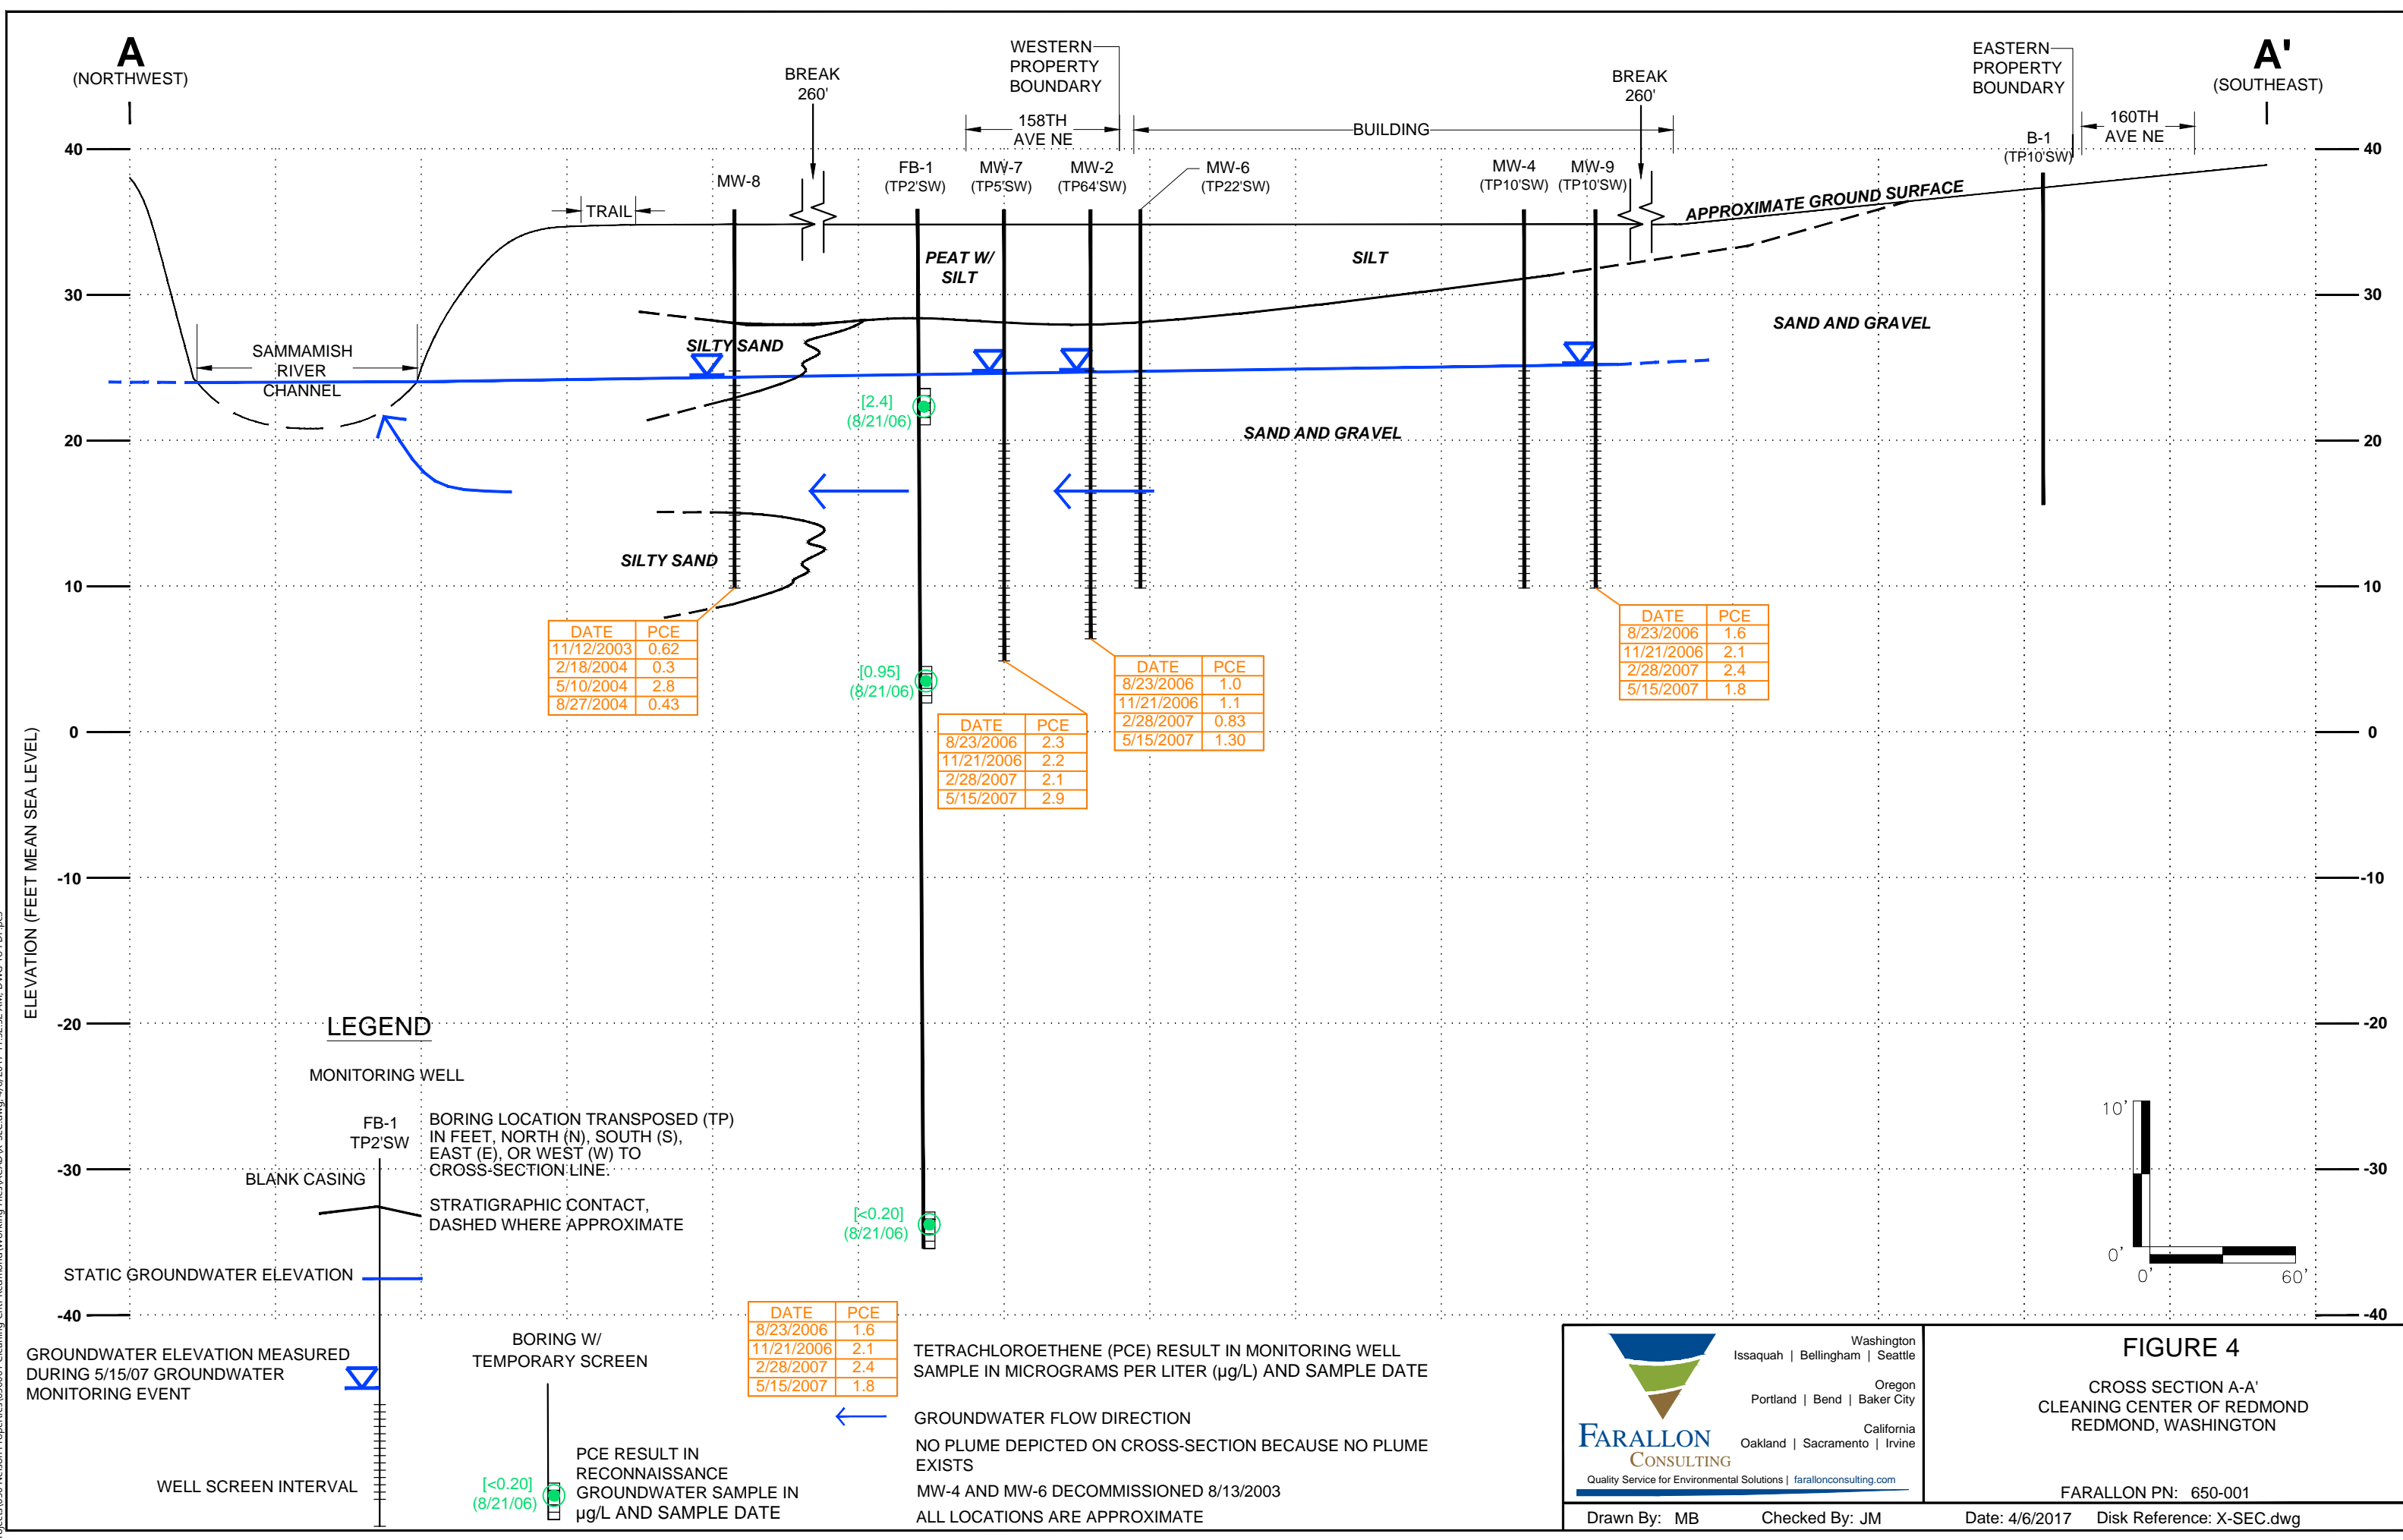 A
(NORTHWEST)
BREAK
260'
WESTERN
PROPERTY
BOUNDARY
158TH
AVE NE
BUILDING
BREAK
260'
EASTERN
PROPERTY
BOUNDARY
160TH
AVE NE
A'
(SOUTHEAST)
40
40
MW-8
FB-1
(TP2'SW)
MW-7
(TP5'SW)
MW-2
(TP64'SW)
MW-6
(TP22'SW)
MW-4
(TP10'SW)
MW-9
(TP10'SW)
B-1
(TP10'SW)
TRAIL
APPROXIMATE GROUND SURFACE
PEAT W/
SILT
SILT
30
30
SAND AND GRAVEL
SILTY SAND
SAMMAMISH
RIVER
CHANNEL
[2.4]
(8/21/06)
SAND AND GRAVEL
20
20
SILTY SAND
10
10
DATE PCE
11/12/2003 0.62
2/18/2004 0.3
5/10/2004 2.8
8/27/2004 0.43
[0.95]
(8/21/06)
DATE PCE
8/23/2006 2.3
11/21/2006 2.2
2/28/2007 2.1
5/15/2007 2.9
DATE PCE
8/23/2006 1.0
11/21/2006 1.1
2/28/2007 0.83
5/15/2007 1.30
DATE PCE
8/23/2006 1.6
11/21/2006 2.1
2/28/2007 2.4
5/15/2007 1.8
0
0
ELEVATION (FEET MEAN SEA LEVEL)
-10
-10
-20
-20
-30
-30
-40
-40
[<0.20]
(8/21/06)
10'
0'
0'
60'
LEGEND
MONITORING WELL
FB-1
TP2'SW
BORING LOCATION TRANSPOSED (TP)
IN FEET, NORTH (N), SOUTH (S),
EAST (E), OR WEST (W) TO
CROSS-SECTION LINE.
BLANK CASING
STRATIGRAPHIC CONTACT,
DASHED WHERE APPROXIMATE
STATIC GROUNDWATER ELEVATION
GROUNDWATER ELEVATION MEASURED
DURING 5/15/07 GROUNDWATER
MONITORING EVENT
WELL SCREEN INTERVAL
BORING W/
TEMPORARY SCREEN
[<0.20]
(8/21/06)
PCE RESULT IN
RECONNAISSANCE
GROUNDWATER SAMPLE IN
µg/L AND SAMPLE DATE
DATE PCE
8/23/2006 1.6
11/21/2006 2.1
2/28/2007 2.4
5/15/2007 1.8
TETRACHLOROETHENE (PCE) RESULT IN MONITORING WELL
SAMPLE IN MICROGRAMS PER LITER (µg/L) AND SAMPLE DATE
GROUNDWATER FLOW DIRECTION
NO PLUME DEPICTED ON CROSS-SECTION BECAUSE NO PLUME
EXISTS
MW-4 AND MW-6 DECOMMISSIONED 8/13/2003
ALL LOCATIONS ARE APPROXIMATE
FARALLON
CONSULTING
Washington
Issaquah | Bellingham | Seattle
Oregon
Portland | Bend | Baker City
California
Oakland | Sacramento | Irvine
Quality Service for Environmental Solutions | farallonconsulting.com
FIGURE 4
CROSS SECTION A-A'
CLEANING CENTER OF REDMOND
REDMOND, WASHINGTON
FARALLON PN: 650-001
Drawn By: MB
Checked By: JM
Date: 4/6/2017
Disk Reference: X-SEC.dwg